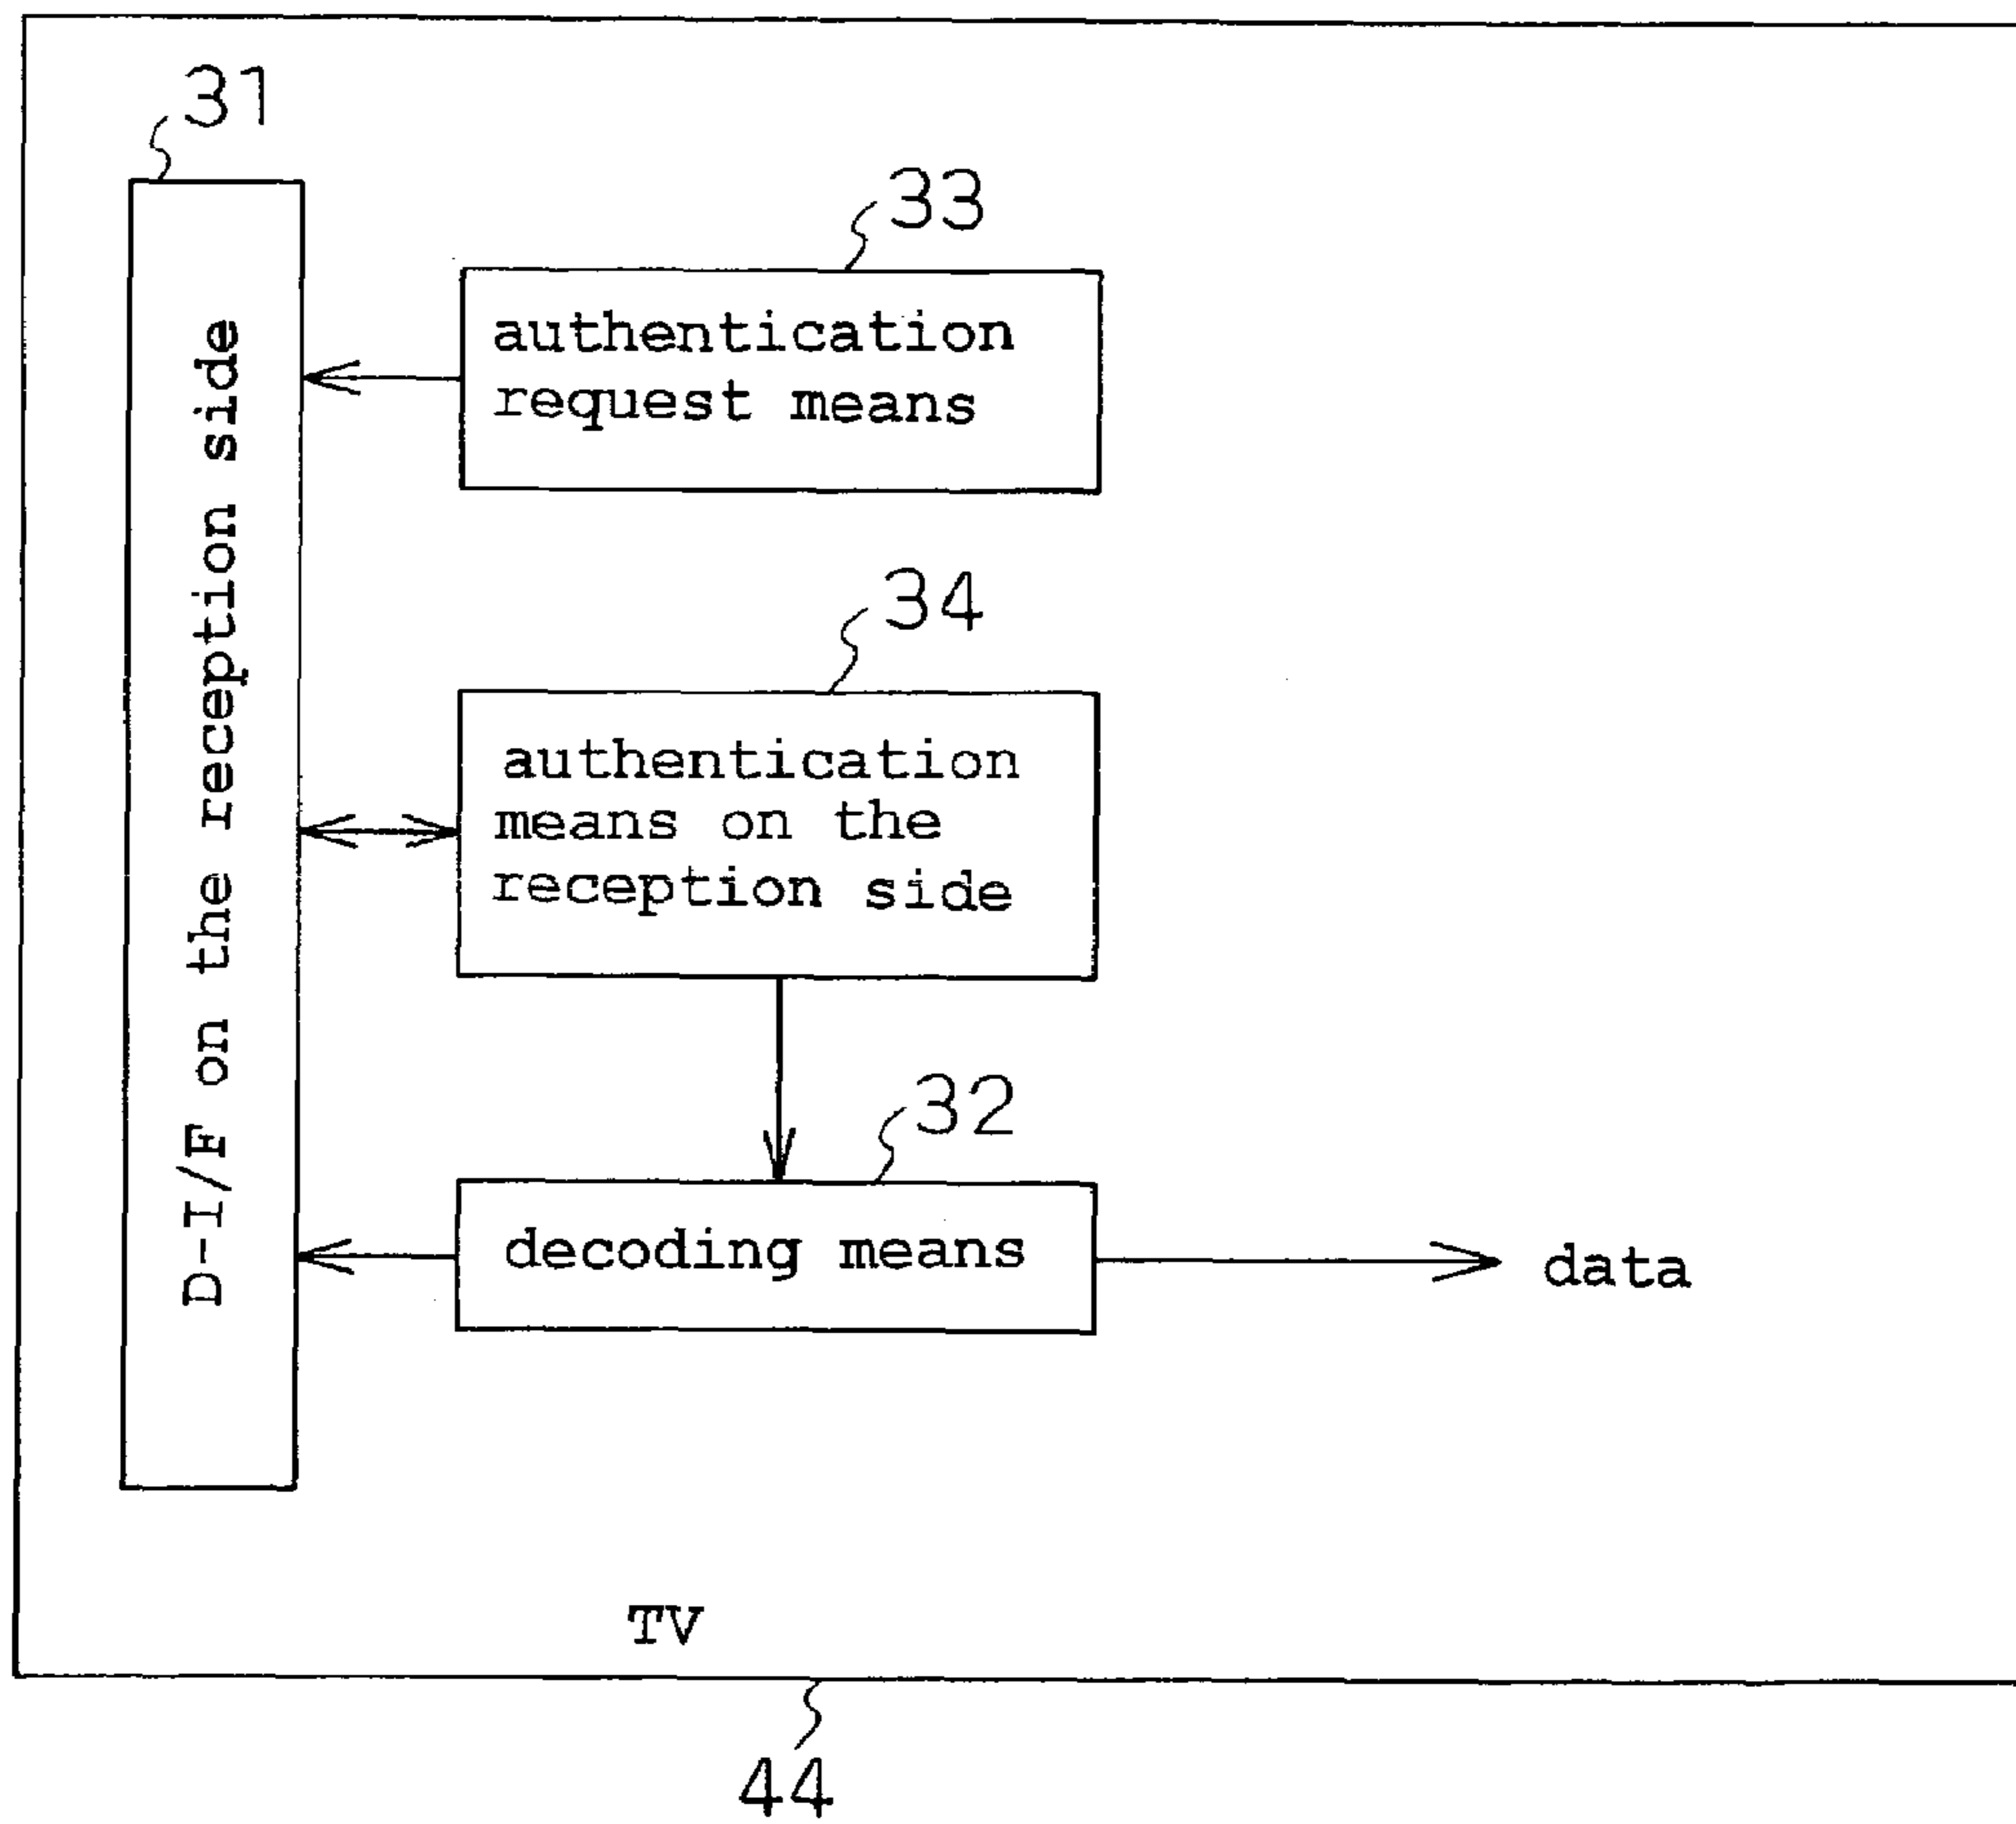 31
D-I/F on the reception side
33
authentication
request means
34
authentication
means on the
reception side
32
decoding means
data
TV
44